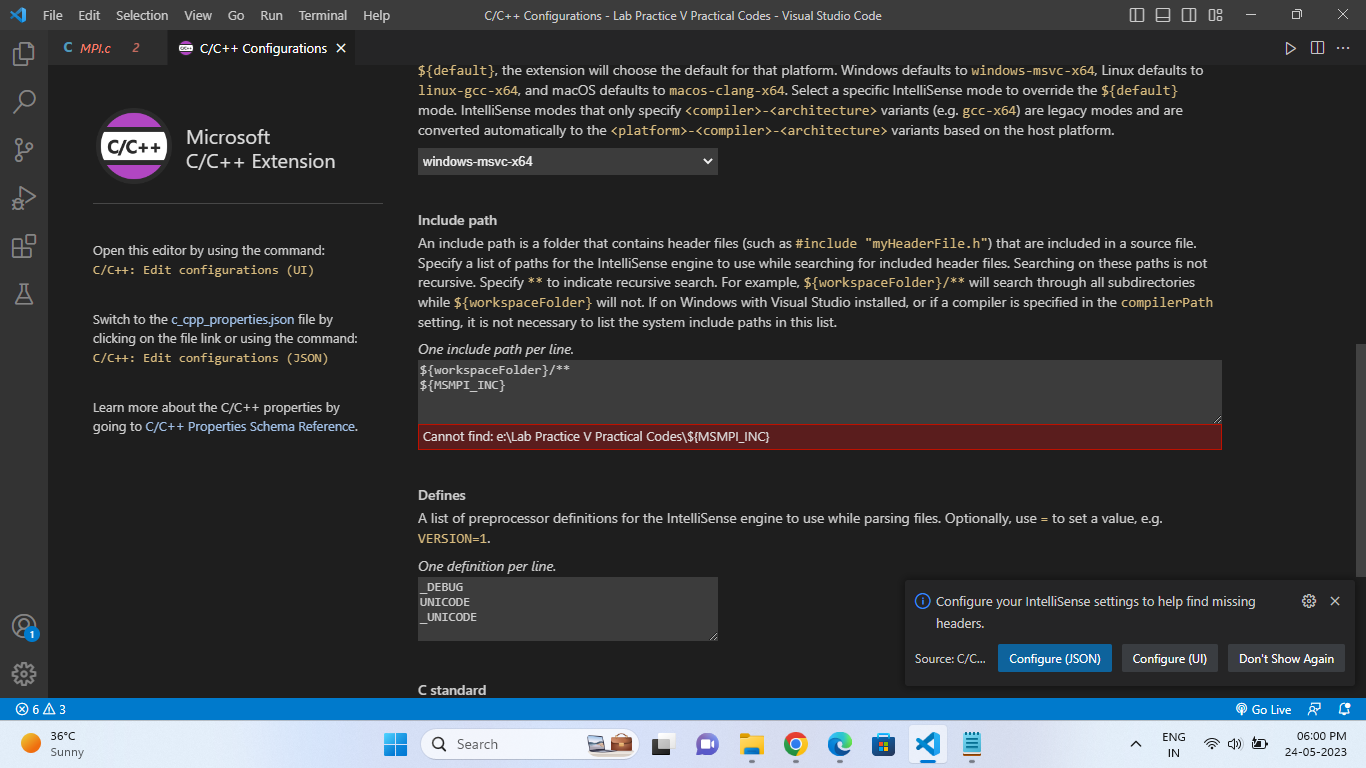 File Edit Selection View Go Run Terminal Help
C/C++ Configurations - Lab Practice V Practical Codes - Visual Studio Code
C MPI.c 2
C/C++ C/C++ Configurations
${default}, the extension will choose the default for that platform. Windows defaults to windows-msvc-x64, Linux defaults to
linux-gcc-x64, and macOS defaults to macos-clang-x64. Select a specific IntelliSense mode to override the ${default}
mode. IntelliSense modes that only specify <compiler>-<architecture> variants (e.g. gcc-x64) are legacy modes and are
converted automatically to the <platform>-<compiler>-<architecture> variants based on the host platform.
windows-msvc-x64
C/C++
Microsoft
C/C++ Extension
Open this editor by using the command:
C/C++: Edit configurations (UI)
Switch to the c_cpp_properties.json file by
clicking on the file link or using the command:
C/C++: Edit configurations (JSON)
Learn more about the C/C++ properties by
going to C/C++ Properties Schema Reference.
Include path
An include path is a folder that contains header files (such as #include "myHeaderFile.h") that are included in a source file.
Specify a list of paths for the IntelliSense engine to use while searching for included header files. Searching on these paths is not
recursive. Specify ** to indicate recursive search. For example, ${workspaceFolder}/** will search through all subdirectories
while ${workspaceFolder} will not. If on Windows with Visual Studio installed, or if a compiler is specified in the compilerPath
setting, it is not necessary to list the system include paths in this list.
One include path per line.
${workspaceFolder}/**
${MSMPI_INC}
Cannot find: e:\Lab Practice V Practical Codes\${MSMPI_INC}
Defines
A list of preprocessor definitions for the IntelliSense engine to use while parsing files. Optionally, use = to set a value, e.g.
VERSION=1.
One definition per line.
_DEBUG
UNICODE
_UNICODE
C standard
Configure your IntelliSense settings to help find missing
headers.
Source: C/C...
Configure (JSON)
Configure (UI)
Don't Show Again
1
6 3
Go Live
36°C
Sunny
Search
ENG
IN
06:00 PM
24-05-2023